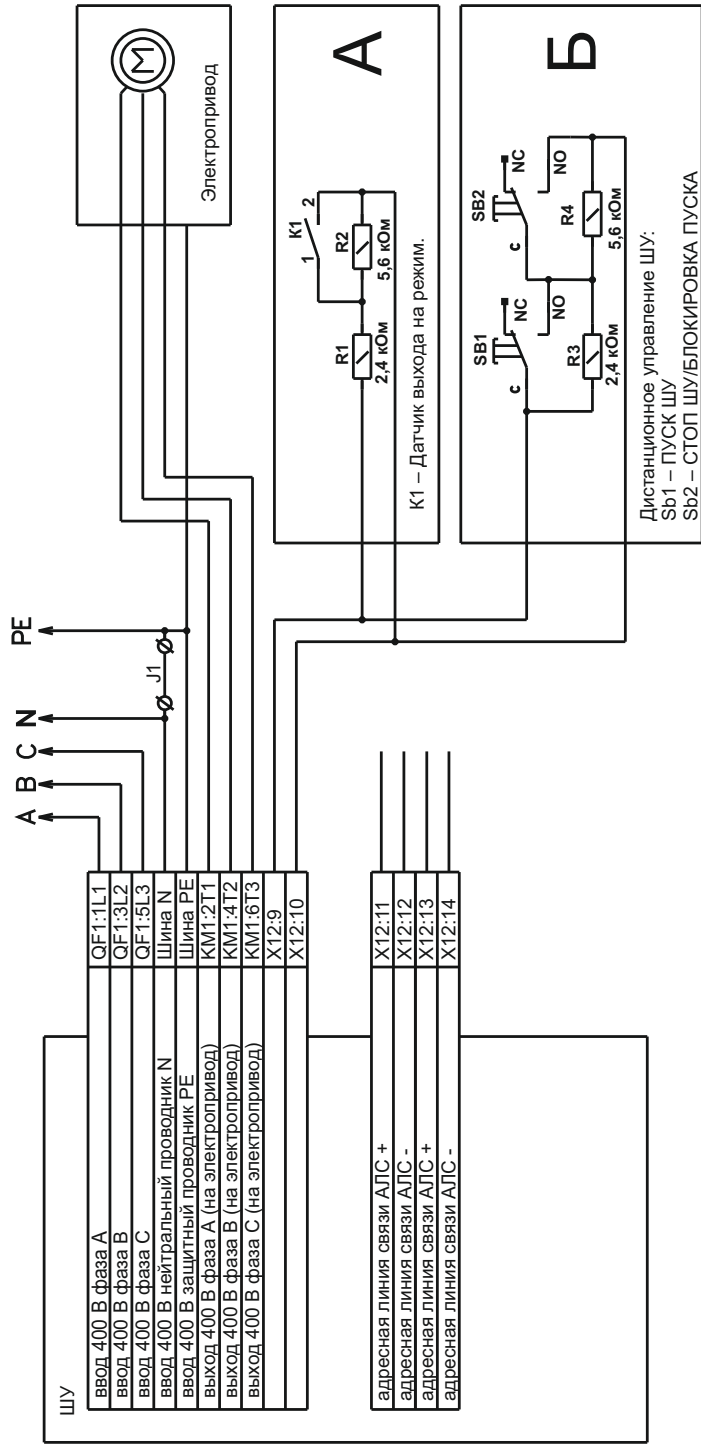 ШУ
ввод 400 В фаза А
QF1:1L1
ввод 400 В фаза В
QF1:3L2
ввод 400 В фаза С
QF1:5L3
ввод 400 В нейтральный проводник N
Шина N
ввод 400 В защитный проводник PE
Шина PE
выход 400 В фаза А (на электропривод)
KM1:2T1
выход 400 В фаза В (на электропривод)
KM1:4T2
выход 400 В фаза С (на электропривод)
KM1:6T3
X12:9
X12:10
адресная линия связи АЛС +
X12:11
адресная линия связи АЛС -
X12:12
адресная линия связи АЛС +
X12:13
адресная линия связи АЛС -
X12:14
A
B
C
N
PE
J1
M
Электропривод
А
K1
1
2
R1
2,4 кОм
R2
5,6 кОм
К1 – Датчик выхода на режим.
Б
SB1
NC
c
NO
SB2
NC
c
NO
R3
2,4 кОм
R4
5,6 кОм
Дистанционное управление ШУ:
Sb1 – ПУСК ШУ
Sb2 – СТОП ШУ/БЛОКИРОВКА ПУСКА